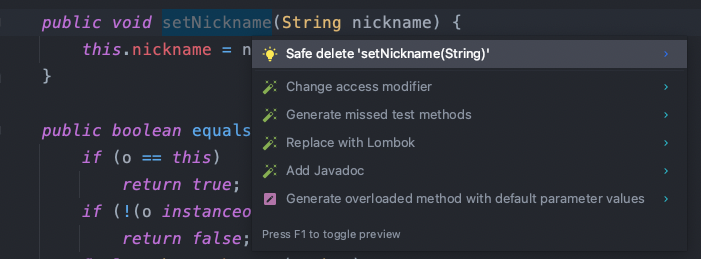 public void setNickname(String nickname) {
this.nickname = n
}
Safe delete 'setNickname(String)'
Change access modifier
Generate missed test methods
Replace with Lombok
Add Javadoc
Generate overloaded method with default parameter values
Press F1 to toggle preview
public boolean equals
if (o == this)
return true;
if (!(o instanceo
return false;